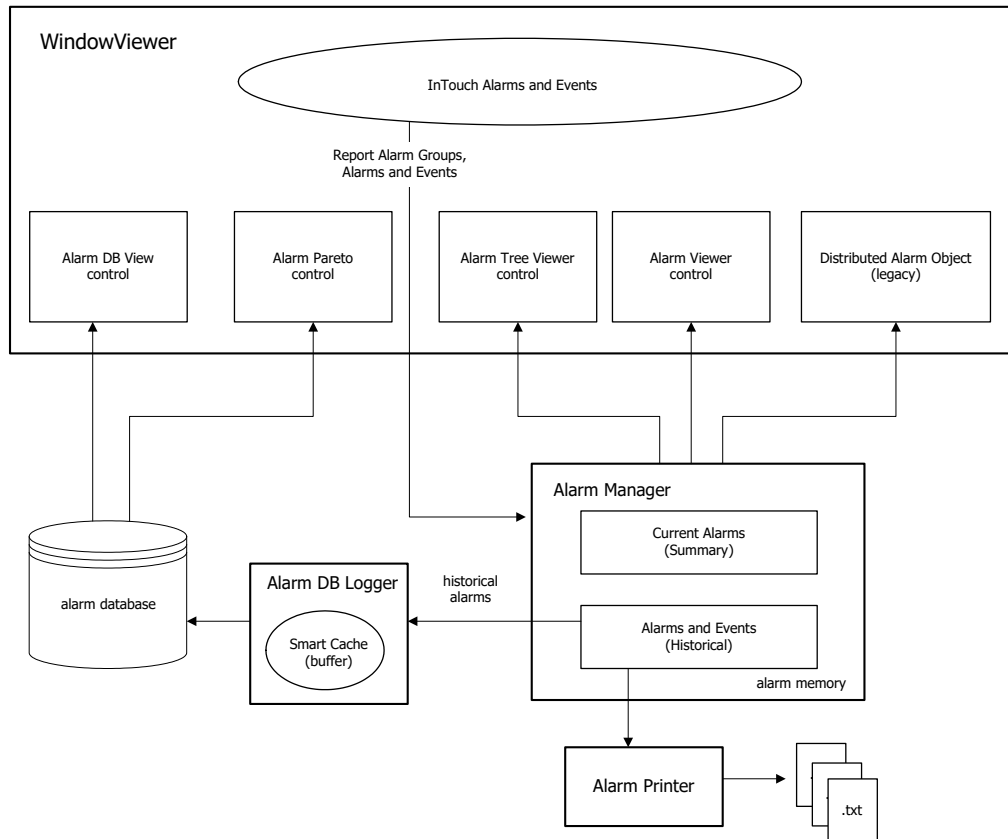 WindowViewer
InTouch Alarms and Events
Report Alarm Groups,
Alarms and Events
Alarm DB View
control
Alarm Pareto
control
Alarm Tree Viewer
control
Alarm Viewer
control
Distributed Alarm Object
(legacy)
Alarm Manager
Current Alarms
(Summary)
Alarms and Events
(Historical)
alarm memory
historical
alarms
Alarm DB Logger
Smart Cache
(buffer)
alarm database
Alarm Printer
.txt